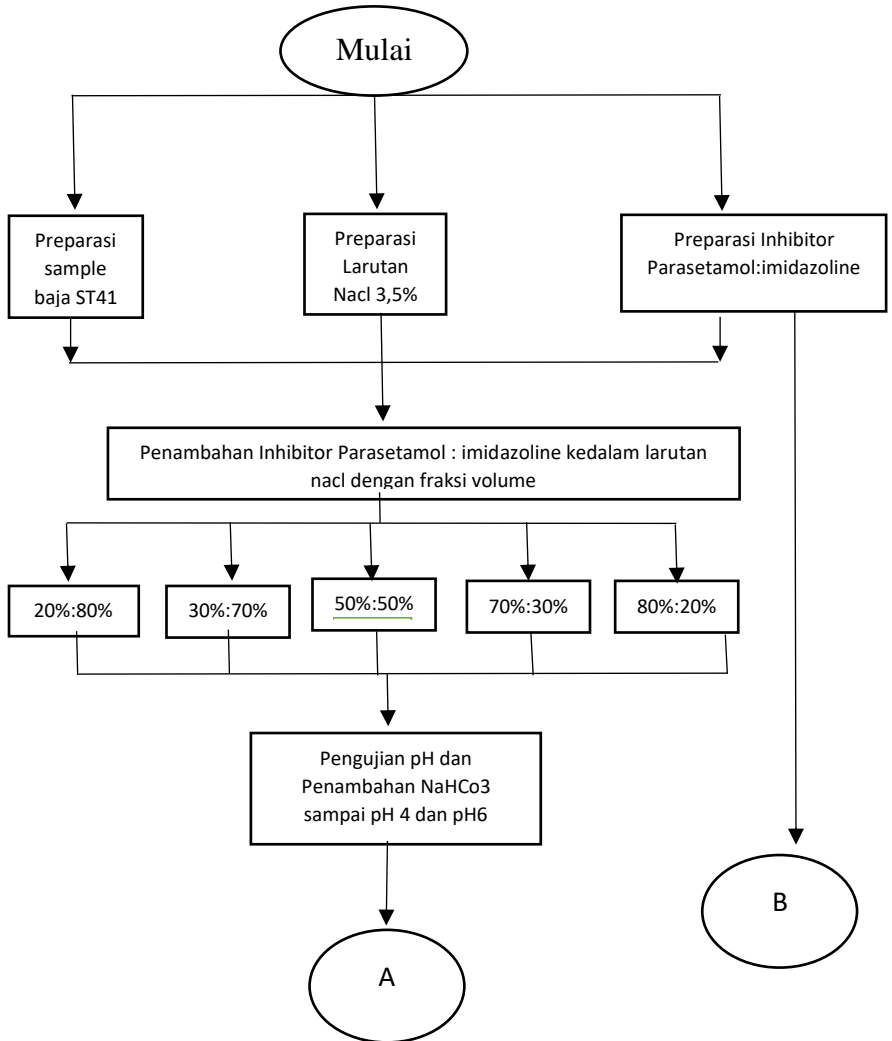 Mulai
Preparasi
sample
baja ST41
Preparasi
Larutan
Nacl 3,5%
Preparasi Inhibitor
Parasetamol:imidazoline
Penambahan Inhibitor Parasetamol : imidazoline kedalam larutan
nacl dengan fraksi volume
20%:80%
30%:70%
50%:50%
70%:30%
80%:20%
Pengujian pH dan
Penambahan NaHCo3
sampai pH 4 dan pH6
B
A